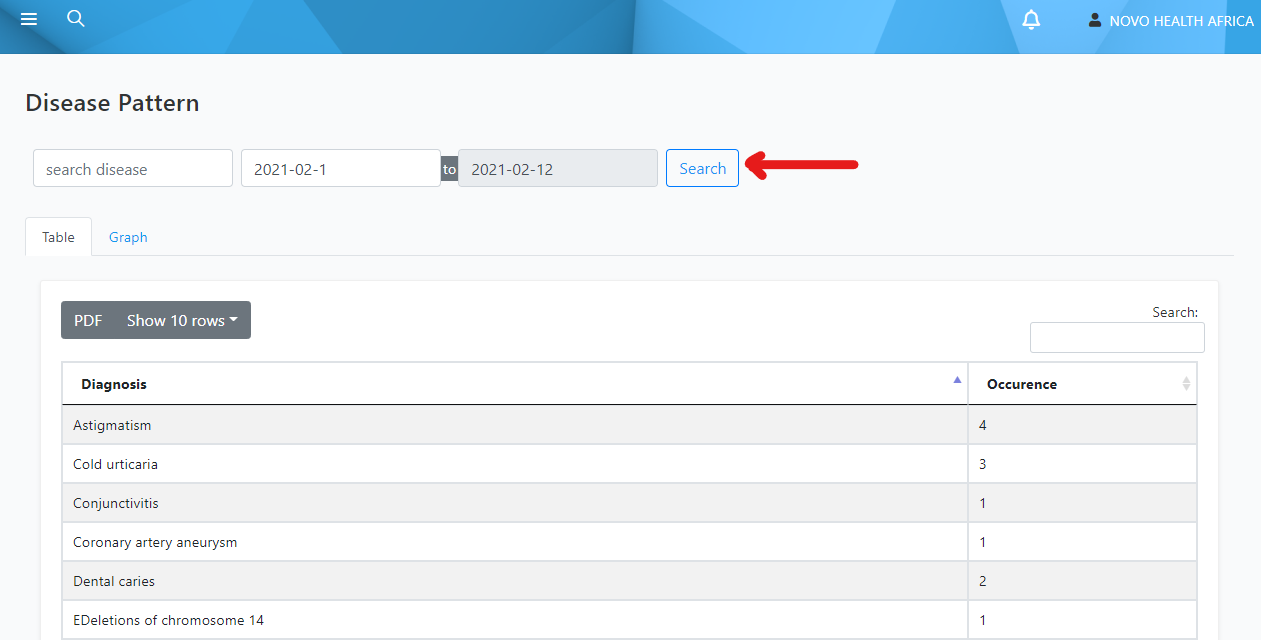 NOVO HEALTH AFRICA
Disease Pattern
search disease 2021-02-1 to 2021-02-12 Search
Table Graph
PDF Show 10 rows
Search:
Diagnosis Occurence
Astigmatism 4
Cold urticaria 3
Conjunctivitis 1
Coronary artery aneurysm 1
Dental caries 2
EDeletions of chromosome 14 1